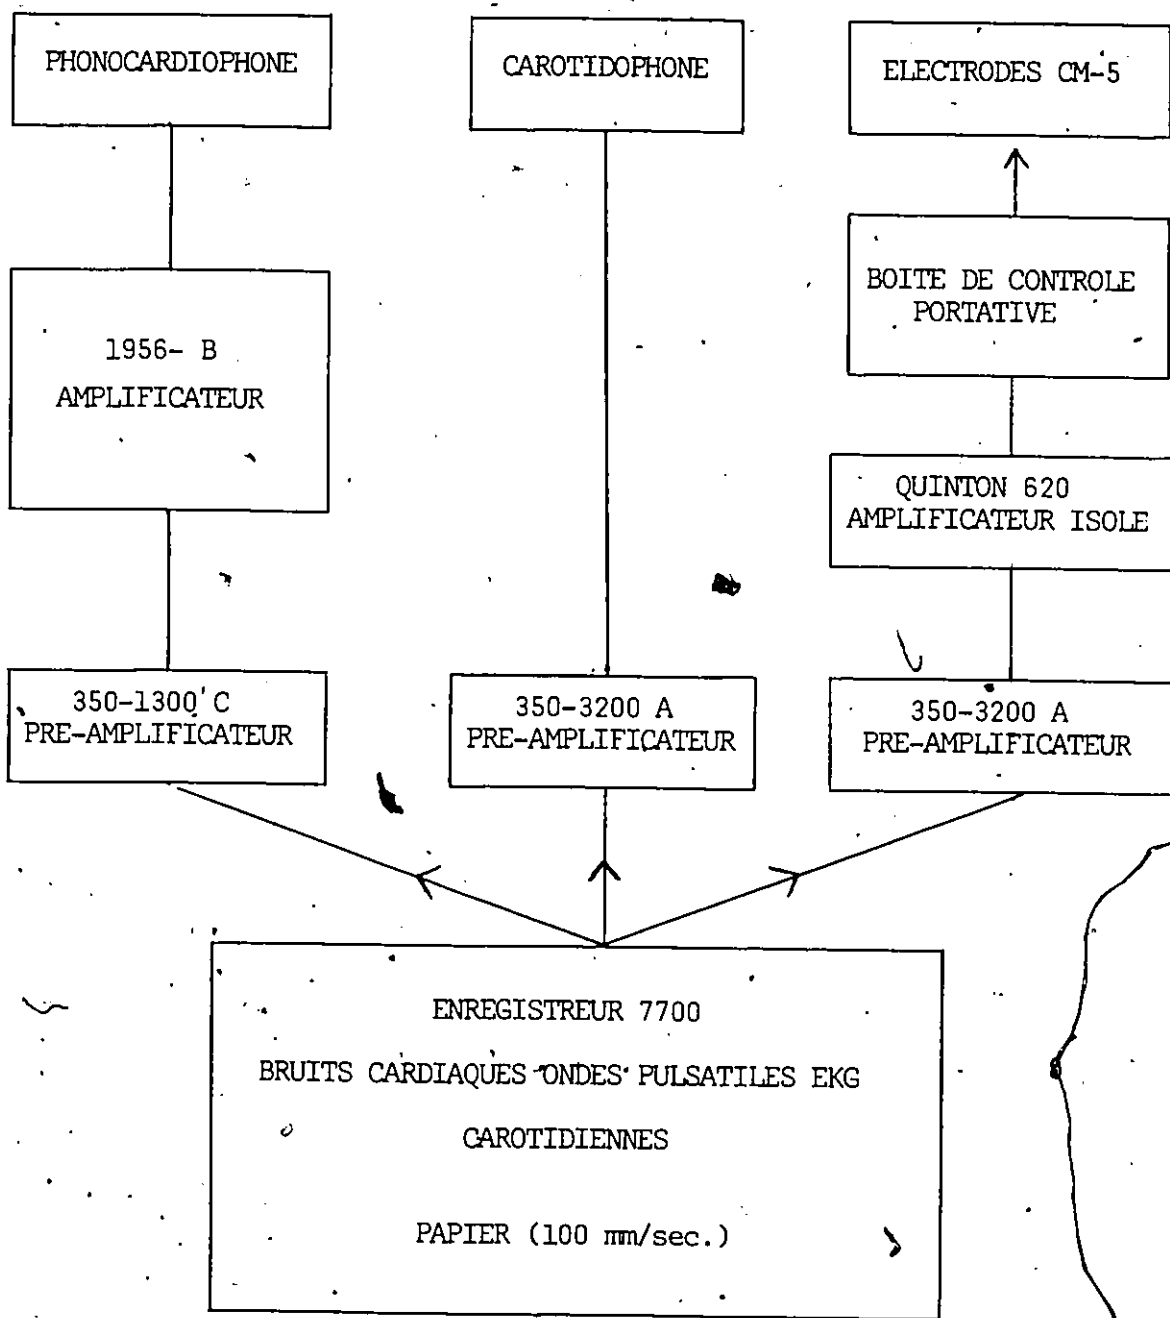 PHONOCARDIOPHONE
CAROTIDOPHONE
ELECTRODES CM-5
BOITE DE CONTROLE
PORTATIVE
1956- B
AMPLIFICATEUR
QUINTON 620
AMPLIFICATEUR ISOLE
350-1300 C
PRE-AMPLIFICATEUR
350-3200 A
PRE-AMPLIFICATEUR
350-3200 A
PRE-AMPLIFICATEUR
ENREGISTREUR 7700
BRUITS CARDIAQUES ONDES PULSATILES EKG
CAROTIDIENNES
PAPIER (100 mm/sec.)